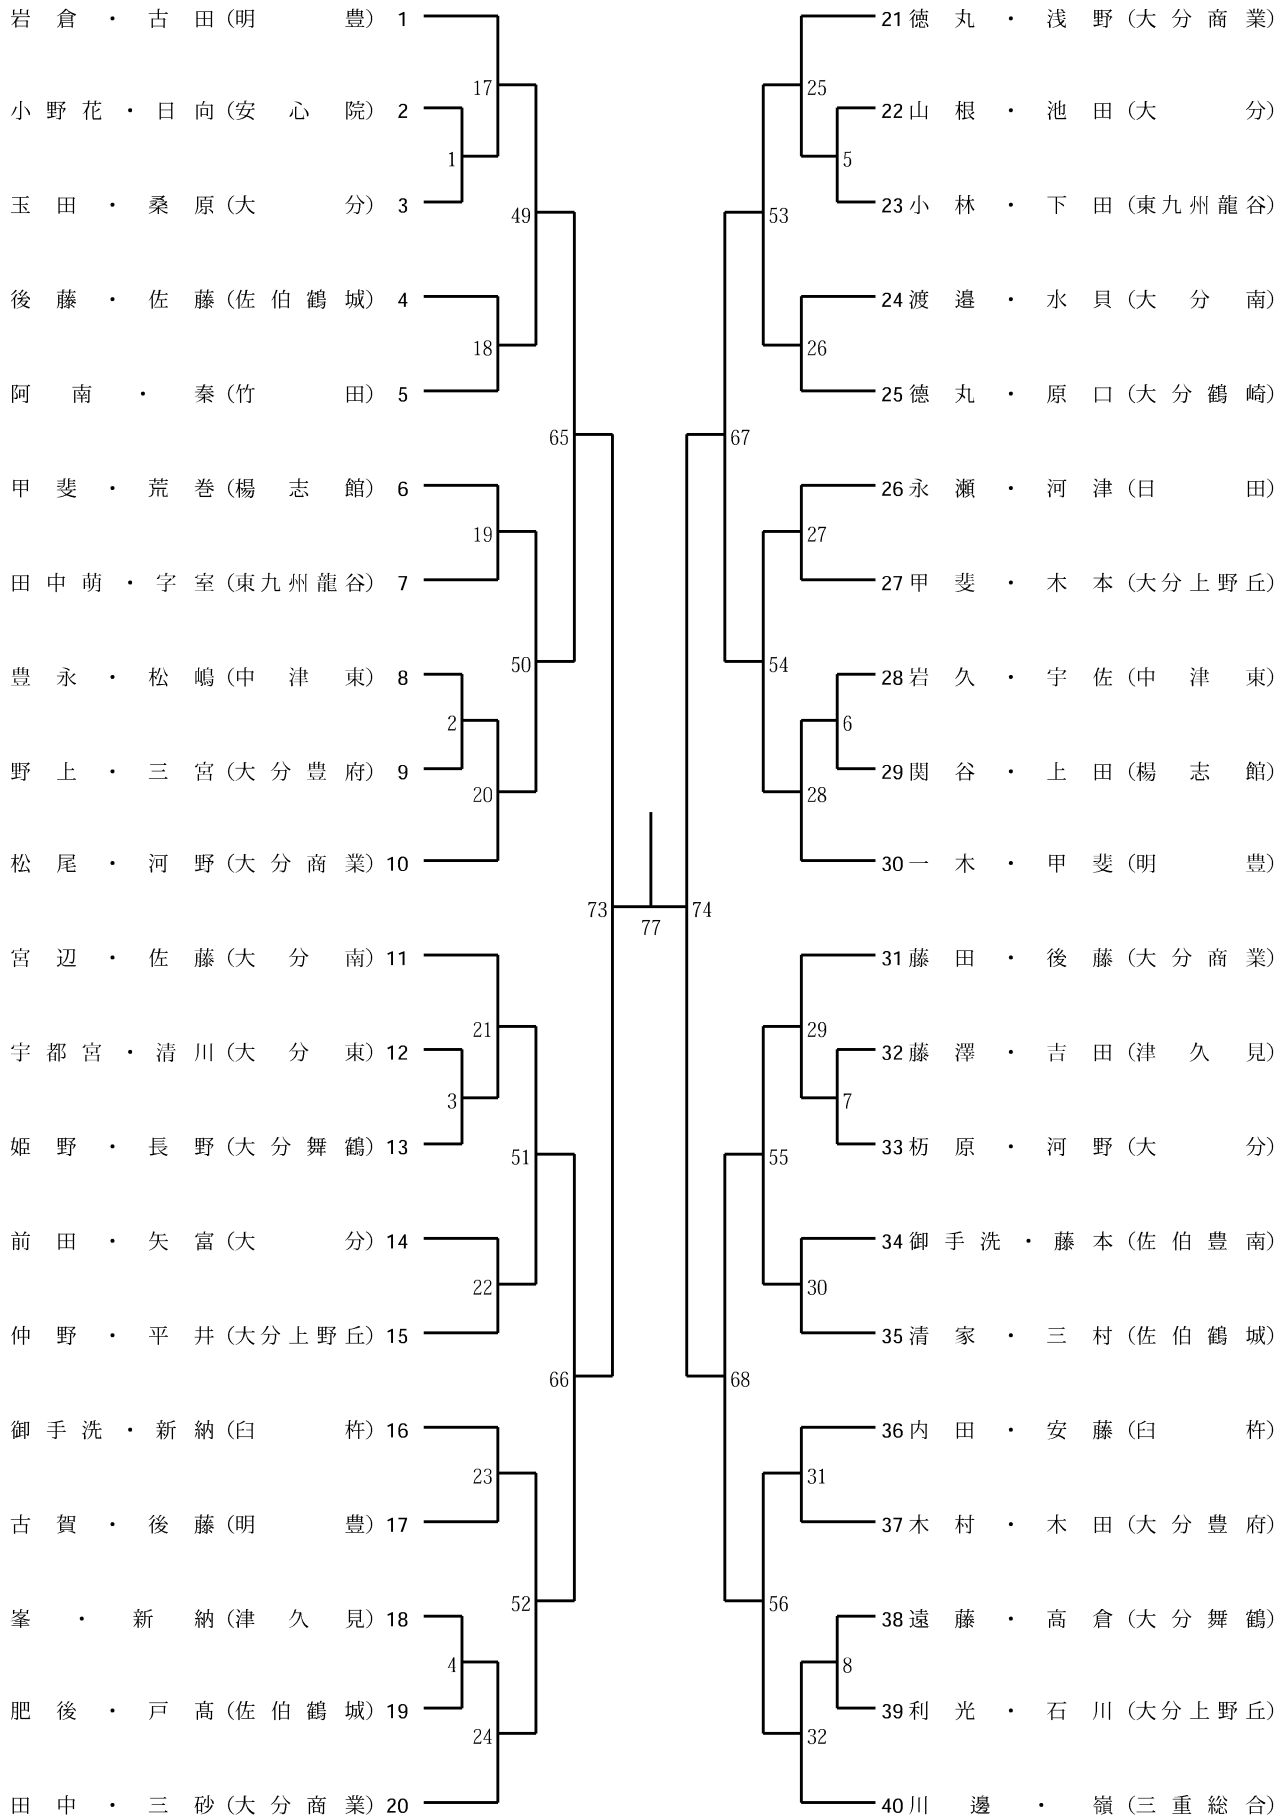 岩倉・古田(明豊) 1
17
小野花・日向(安心院) 2
1
玉田・桑原(大分) 3
49
後藤・佐藤(佐伯鶴城) 4
18
阿南・秦(竹田) 5
65
甲斐・荒巻(楊志館) 6
19
田中萌・字室(東九州龍谷) 7
50
豊永・松嶋(中津東) 8
2
野上・三宮(大分豊府) 9
20
松尾・河野(大分商業) 10
73
宮辺・佐藤(大分南) 11
21
宇都宮・清川(大分東) 12
3
姫野・長野(大分舞鶴) 13
51
前田・矢富(大分) 14
22
仲野・平井(大分上野丘) 15
66
御手洗・新納(臼杵) 16
23
古賀・後藤(明豊) 17
52
峯・新納(津久見) 18
4
肥後・戸髙(佐伯鶴城) 19
24
田中・三砂(大分商業) 20
77
21 徳丸・浅野(大分商業)
25
22 山根・池田(大分)
5
23 小林・下田(東九州龍谷)
53
24 渡邉・水貝(大分南)
26
25 徳丸・原口(大分鶴崎)
67
26 永瀬・河津(日田)
27
27 甲斐・木本(大分上野丘)
54
28 岩久・宇佐(中津東)
6
29 関谷・上田(楊志館)
28
30 一木・甲斐(明豊)
74
31 藤田・後藤(大分商業)
29
32 藤澤・吉田(津久見)
7
33 杤原・河野(大分)
55
34 御手洗・藤本(佐伯豊南)
30
35 清家・三村(佐伯鶴城)
68
36 内田・安藤(臼杵)
31
37 木村・木田(大分豊府)
56
38 遠藤・高倉(大分舞鶴)
8
39 利光・石川(大分上野丘)
32
40 川邊・嶺(三重総合)